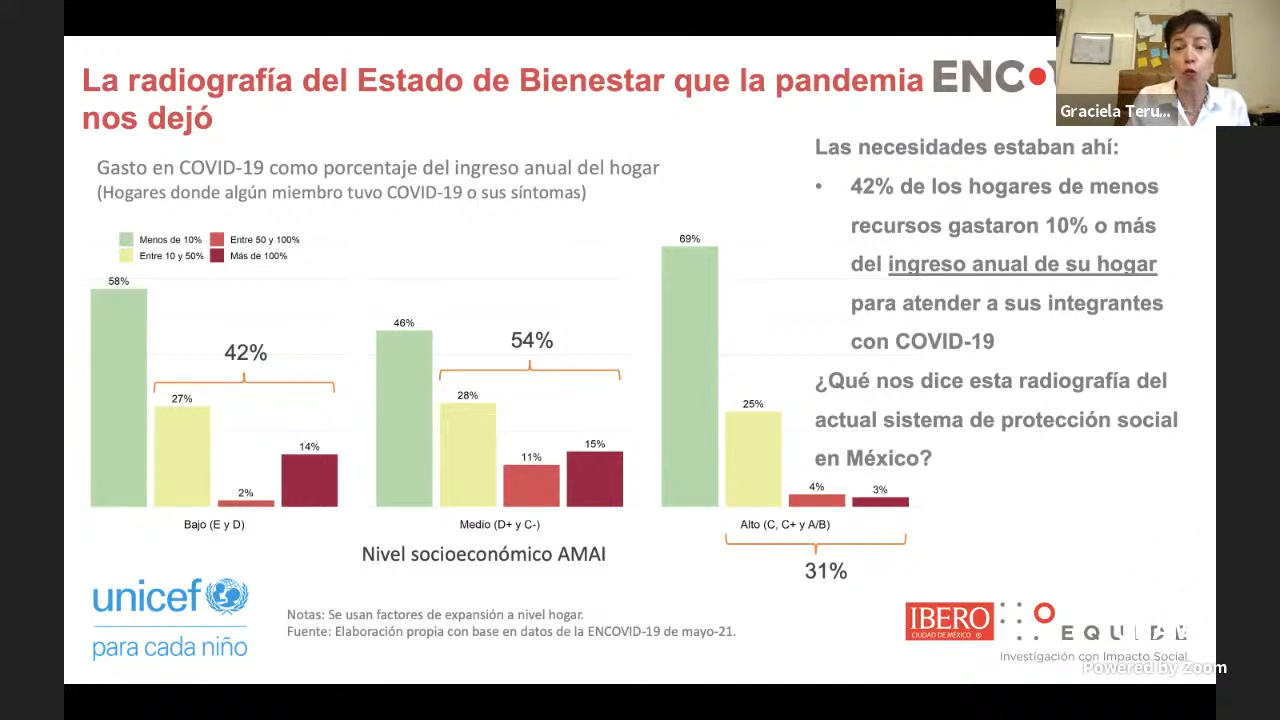 La radiografía del Estado de Bienestar que la pandemia
nos dejó
ENC
Graciela Teru...
Gasto en COVID-19 como porcentaje del ingreso anual del hogar
(Hogares donde algún miembro tuvo COVID-19 o sus síntomas)
Menos de 10%
Entre 50 y 100%
Entre 10 y 50%
Más de 100%
58%
42%
27%
2%
14%
Bajo (E y D)
46%
54%
28%
11%
15%
Medio (D+ y C-)
69%
25%
4%
3%
Alto (C, C+ y A/B)
31%
Nivel socioeconómico AMAI
Las necesidades estaban ahí:
• 42% de los hogares de menos
recursos gastaron 10% o más
del ingreso anual de su hogar
para atender a sus integrantes
con COVID-19
¿Qué nos dice esta radiografía del
actual sistema de protección social
en México?
unicef
para cada niño
Notas: Se usan factores de expansión a nivel hogar.
Fuente: Elaboración propia con base en datos de la ENCOVID-19 de mayo-21.
IBERO
CIUDAD DE MÉXICO ®
Investigación con Impacto Social
Powered by Zoom